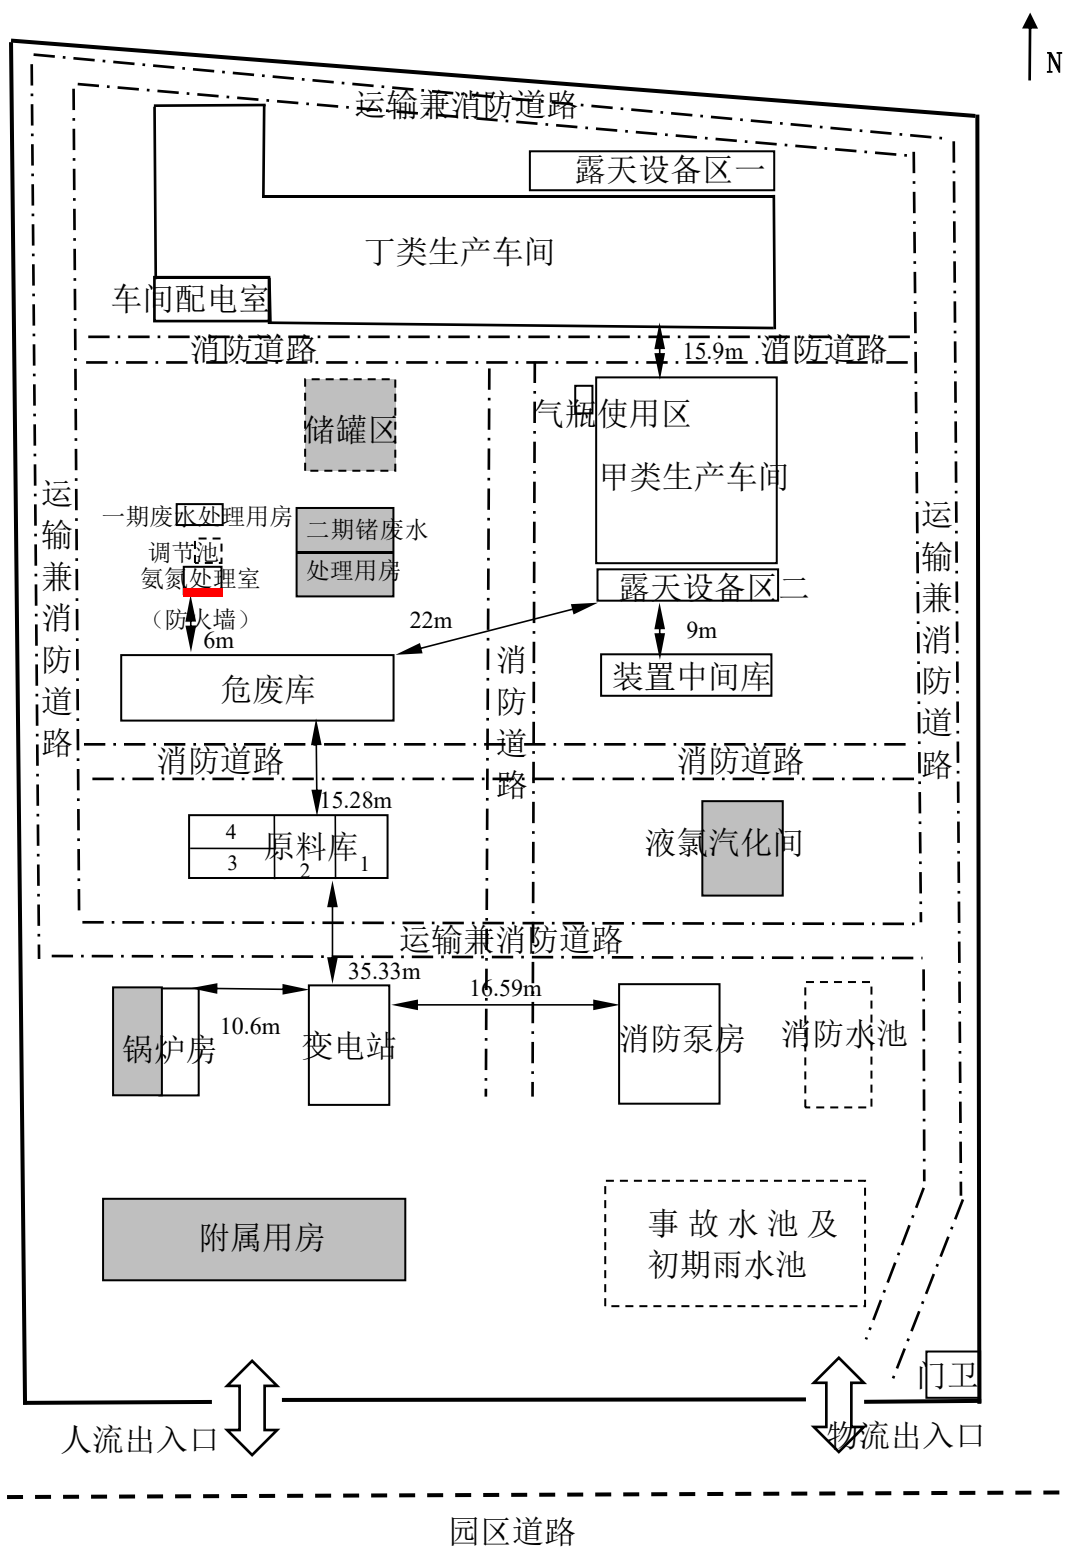 N
运输兼消防道路
露天设备区一
丁类生产车间
车间配电室
消防道路
15.9m
消防道路
储罐区
气瓶使用区
甲类生产车间
运输兼消防道路
一期废水处理用房
二期锗废水
处理用房
调节池
氨氮处理室
（防火墙）
6m
22m
露天设备区二
9m
运输兼消防道路
危废库
消防道路
装置中间库
消防道路
消防道路
15.28m
4
3
原料库
2
1
液氯汽化间
运输兼消防道路
35.33m
16.59m
10.6m
锅炉房
变电站
消防泵房
消防水池
附属用房
事故水池及
初期雨水池
门卫
人流出入口
物流出入口
园区道路